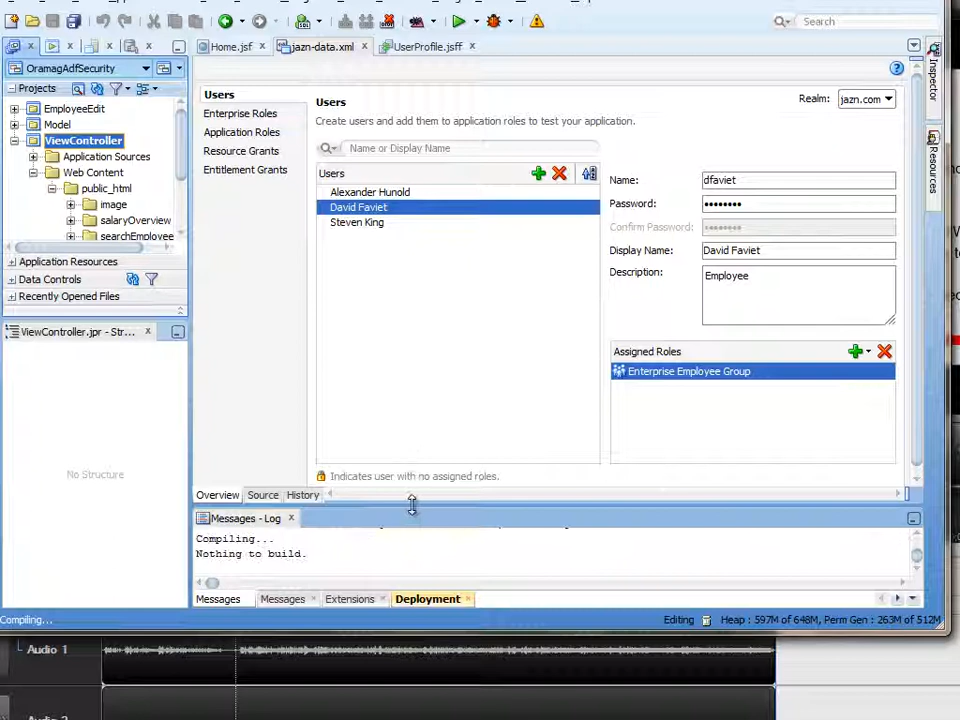 Search
Home.jsf
jazn-data.xml
UserProfile.jsff
OramagAdfSecurity
Projects
EmployeeEdit
Model
ViewController
Application Sources
Web Content
public_html
image
salaryOverview
searchEmployee
Application Resources
Data Controls
Recently Opened Files
ViewController.jpr - Str...
No Structure
Users
Enterprise Roles
Application Roles
Resource Grants
Entitlement Grants
Users
Realm: jazn.com
Create users and add them to application roles to test your application.
Name or Display Name
Users
Alexander Hunold
David Faviet
Steven King
Name: dfaviet
Password: ••••••••
Confirm Password: ••••••••
Display Name: David Faviet
Description: Employee
Assigned Roles
Enterprise Employee Group
Indicates user with no assigned roles.
Overview Source History
Messages - Log
Compiling...
Nothing to build.
Messages Messages Extensions Deployment
Compiling...
Editing Heap : 597M of 648M, Perm Gen : 263M of 512M
Inspector
Resources
Audio 1